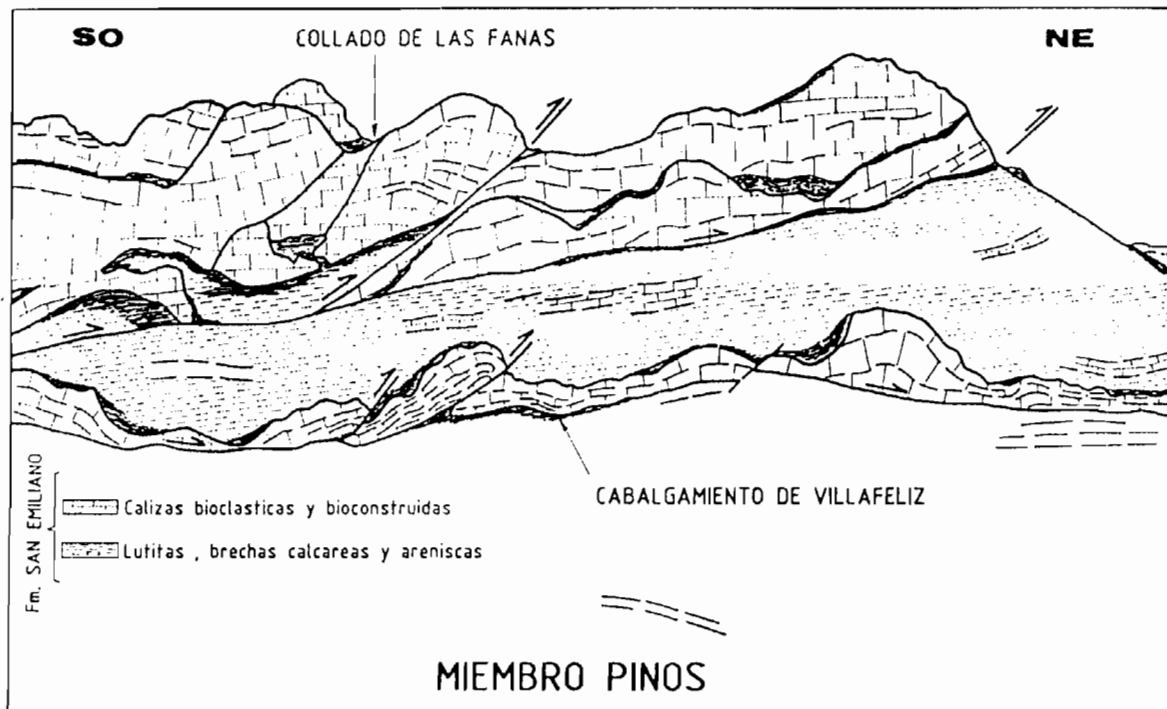 SO
COLLADO DE LAS FANAS
NE
CABALGAMIENTO DE VILLAFELIZ
Fm. SAN EMILIANO
Calizas bioclasticas y bioconstruidas
Lutitas , brechas calcareas y areniscas
MIEMBRO PINOS